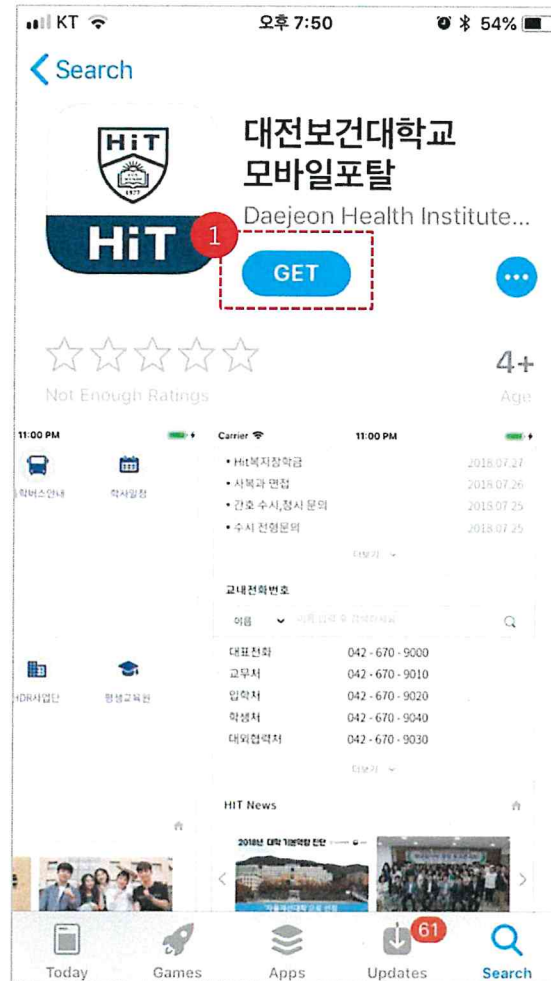 KT 오후 7:50 54%
Search
HiT
1977
HiT
대전보건대학교
모바일포탈
Daejeon Health Institute...
1
GET
4+
Not Enough Ratings
Age
11:00 PM
학사일정
평생교육원
Carrier 11:00 PM
• Hit복지장학금 2018.07.27
• 사복과 면접 2018.07.26
• 간호 수시,정시 문의 2018.07.25
• 수시 전형문의 2018.07.25
더보기
교내전화번호
이름
대표전화 042 - 670 - 9000
교무처 042 - 670 - 9010
입학처 042 - 670 - 9020
학생처 042 - 670 - 9040
대외협력처 042 - 670 - 9030
더보기
HIT News
2018년 대학 기본역량 진단
61
Today Games Apps Updates Search